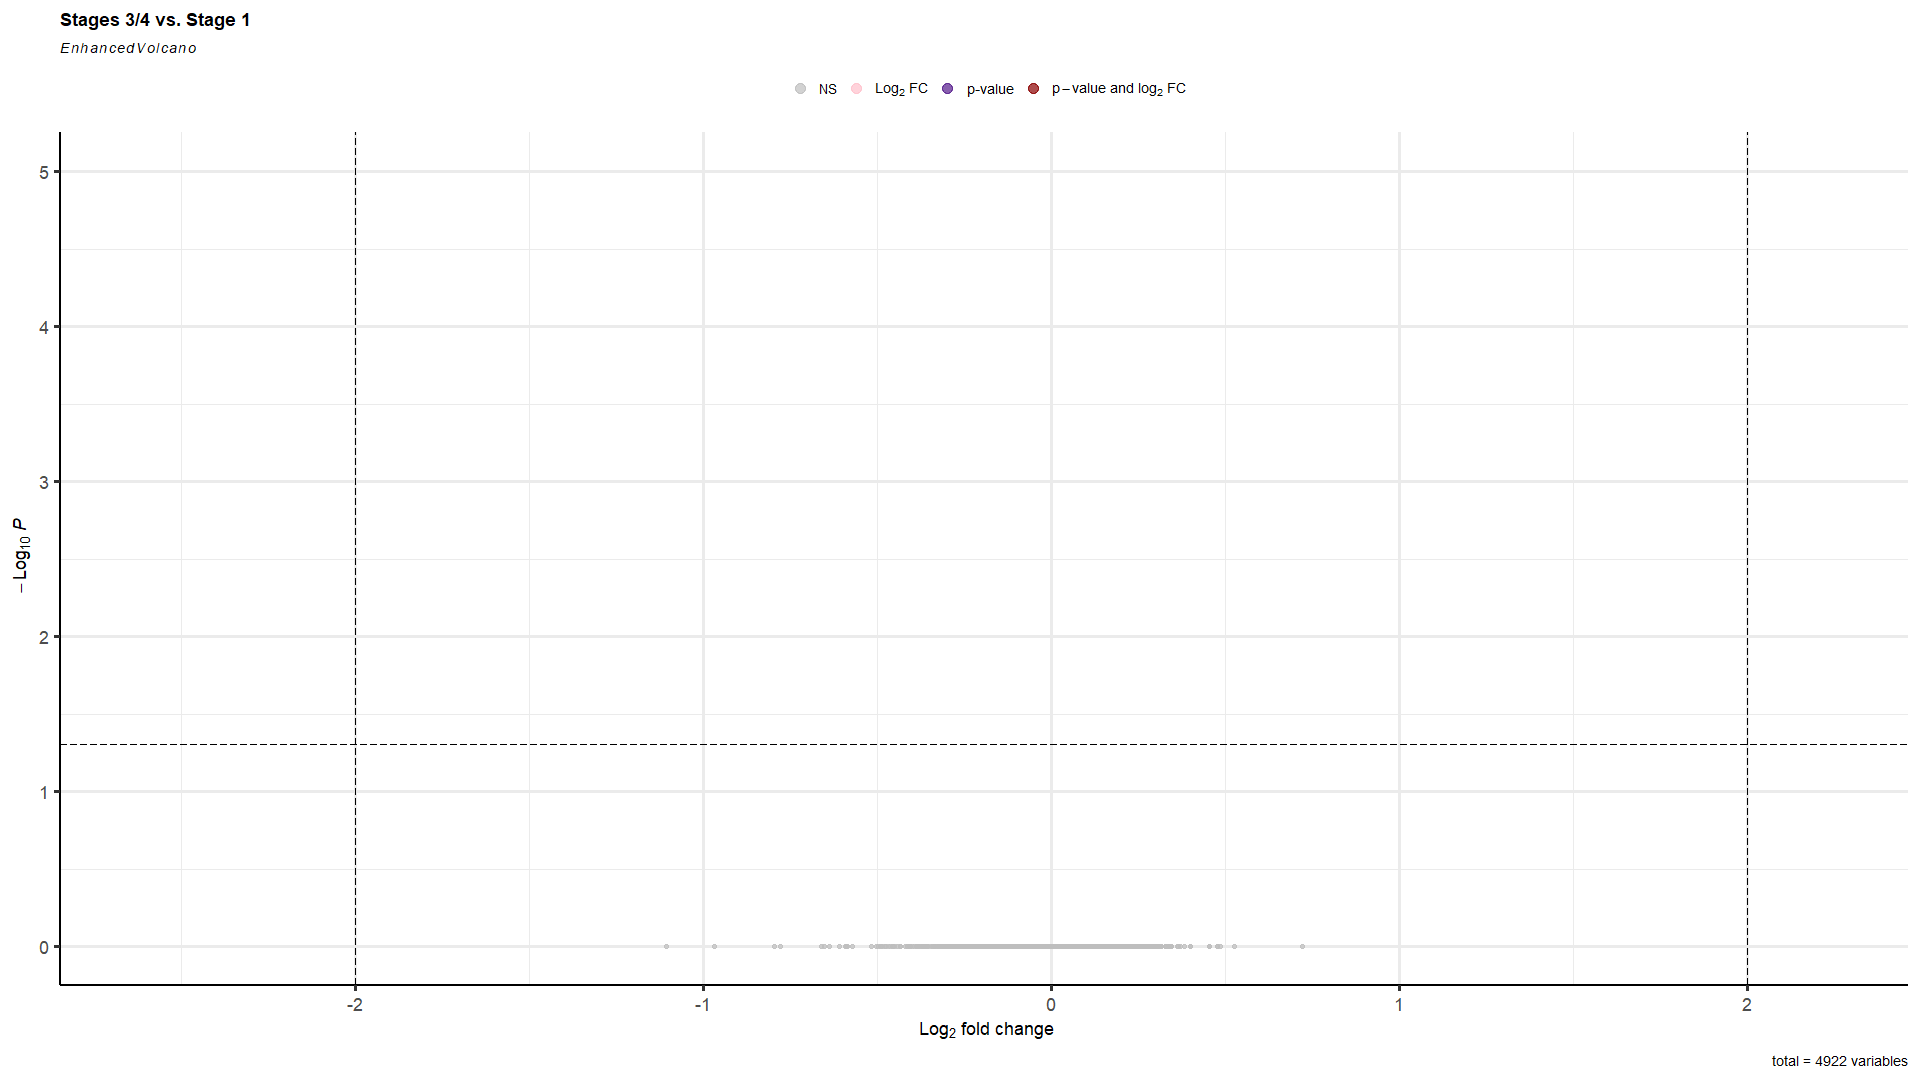 Stages 3/4 vs. Stage 1
EnhancedVolcano
NS Log₂ FC p-value p−value and log₂ FC
5
4
3
2
1
0
−Log₁₀ P
-2 -1 0 1 2
Log₂ fold change
total = 4922 variables